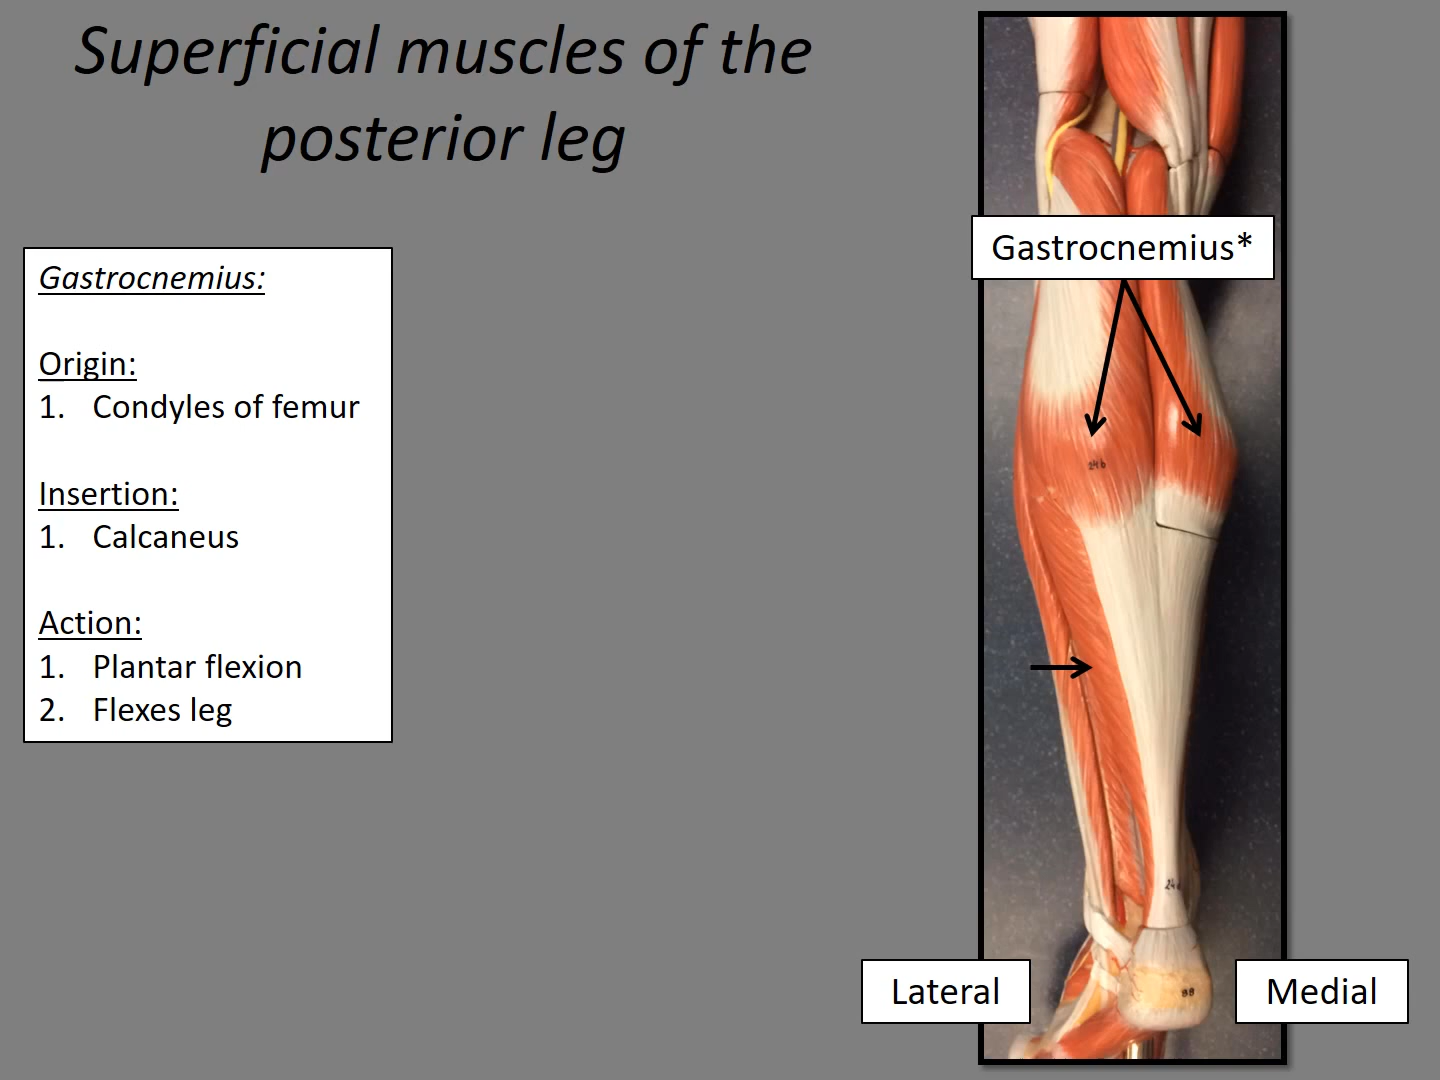 Superficial muscles of the
posterior leg
Gastrocnemius:
Origin:
1. Condyles of femur
Insertion:
1. Calcaneus
Action:
1. Plantar flexion
2. Flexes leg
Gastrocnemius*
24b
Lateral
Medial